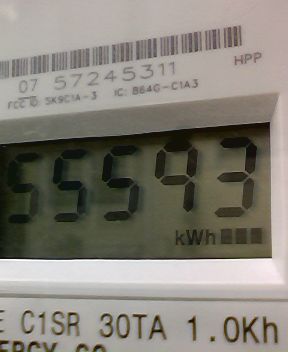 07 57245311
HPP
FCC ID: SK9C1A-3 IC: 864G-C1A3
55593
kWh
C1SR 30TA 1.0Kh